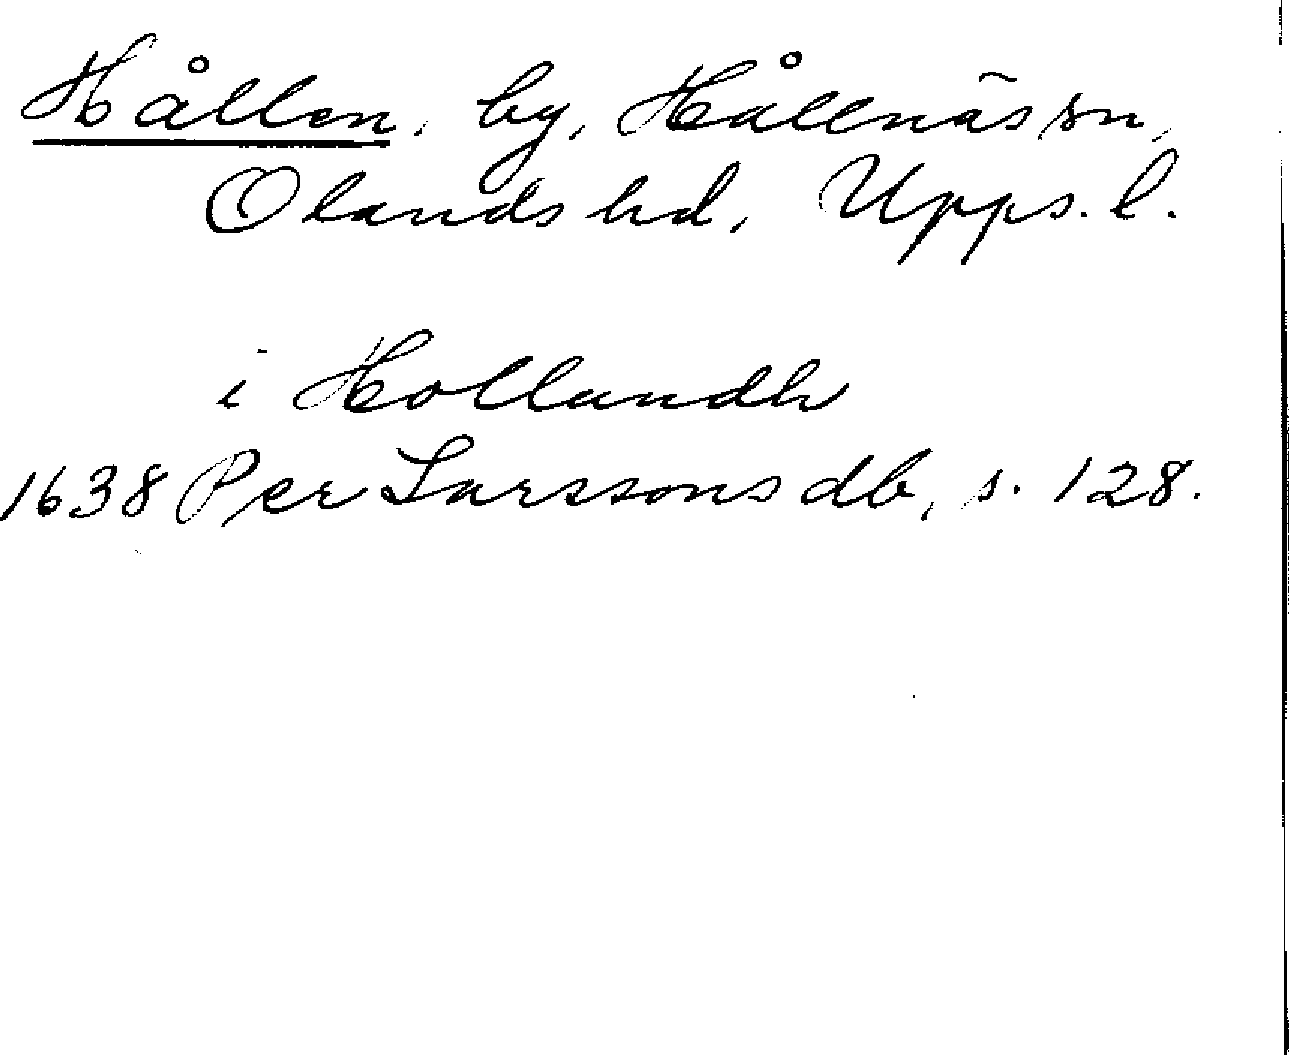 Hållen, by, Hållnäs sn,
Olands hd, Upps. l.
i Hollandh
1638 Per Larssons db, s. 128.